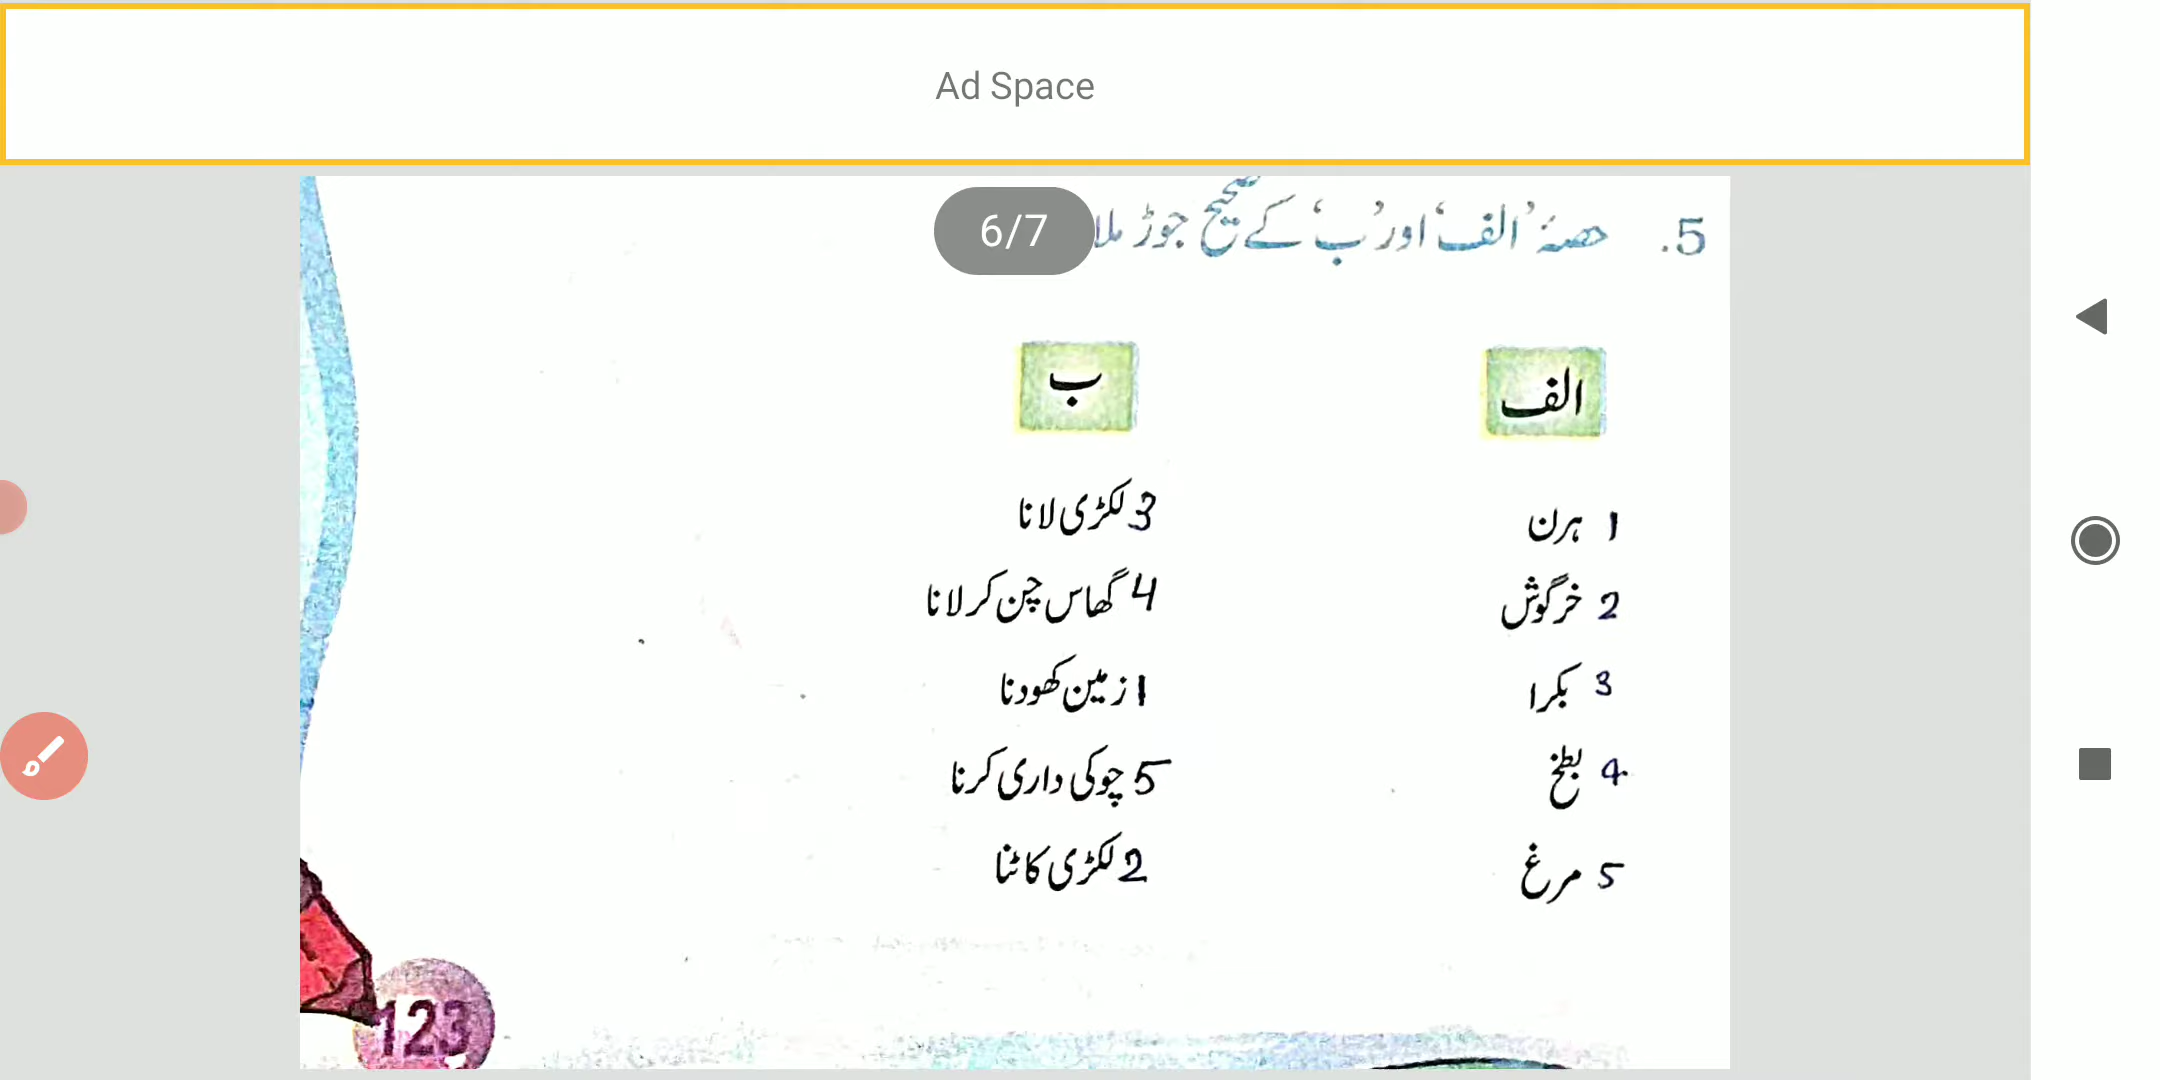 Ad Space
6/7
5. حصۂ 'الف' اور 'ب' کے صحیح جوڑ ملا
الف
ب
1 ہرن
3 لکڑی لانا
2 خرگوش
4 گھاس چن کر لانا
3 بکرا
1 زمین کھودنا
4 بطخ
5 چوکی داری کرنا
5 مرغ
2 لکڑی کاٹنا
123